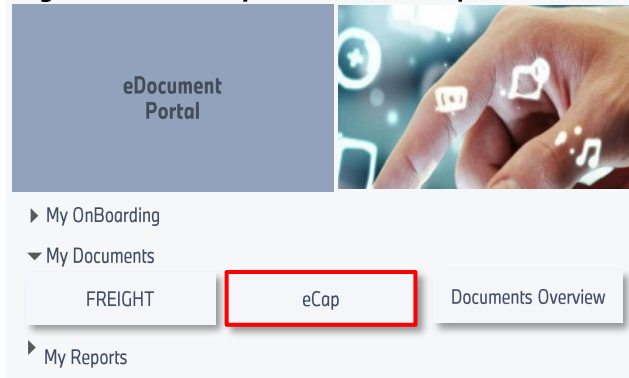 eDocument
Portal
My OnBoarding
My Documents
FREIGHT
eCap
Documents Overview
My Reports